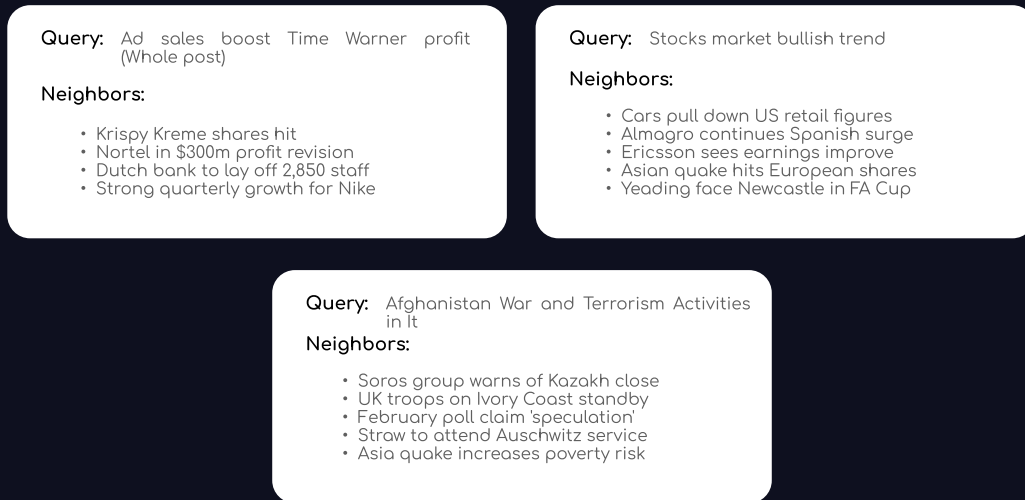 Query: Ad sales boost Time Warner profit
(Whole post)
Neighbors:
• Krispy Kreme shares hit
• Nortel in $300m profit revision
• Dutch bank to lay off 2,850 staff
• Strong quarterly growth for Nike
Query: Stocks market bullish trend
Neighbors:
• Cars pull down US retail figures
• Almagro continues Spanish surge
• Ericsson sees earnings improve
• Asian quake hits European shares
• Yeading face Newcastle in FA Cup
Query: Afghanistan War and Terrorism Activities
in It
Neighbors:
• Soros group warns of Kazakh close
• UK troops on Ivory Coast standby
• February poll claim 'speculation'
• Straw to attend Auschwitz service
• Asia quake increases poverty risk